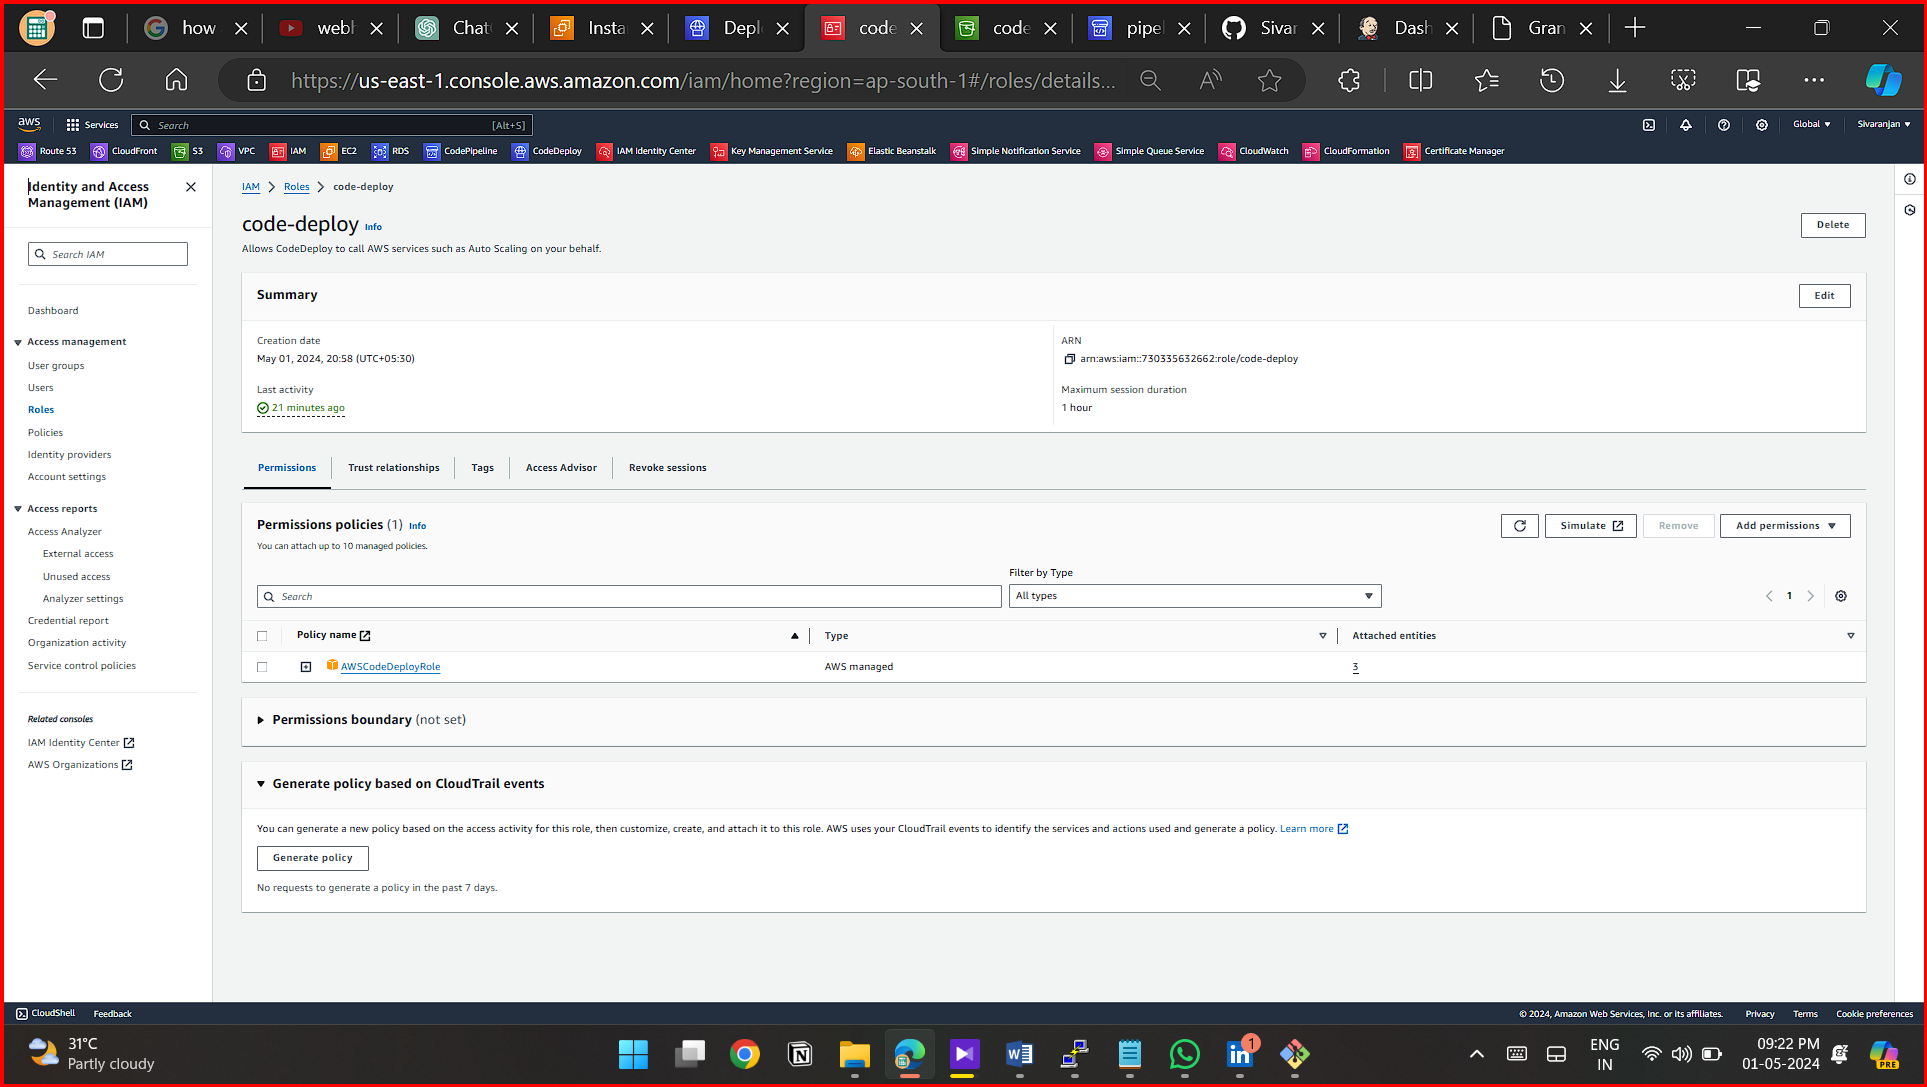 how
webh
Chat
Insta
Depl
code
code
pipel
Sivar
Dash
Gran
https://us-east-1.console.aws.amazon.com/iam/home?region=ap-south-1#/roles/details...
aws
Services
Search
[Alt+S]
Global
Sivaranjan
Route 53
CloudFront
S3
VPC
IAM
EC2
RDS
CodePipeline
CodeDeploy
IAM Identity Center
Key Management Service
Elastic Beanstalk
Simple Notification Service
Simple Queue Service
CloudWatch
CloudFormation
Certificate Manager
Identity and Access
Management (IAM)
Search IAM
Dashboard
Access management
User groups
Users
Roles
Policies
Identity providers
Account settings
Access reports
Access Analyzer
External access
Unused access
Analyzer settings
Credential report
Organization activity
Service control policies
Related consoles
IAM Identity Center
AWS Organizations
IAM
Roles
code-deploy
code-deploy Info
Delete
Allows CodeDeploy to call AWS services such as Auto Scaling on your behalf.
Summary
Edit
Creation date
May 01, 2024, 20:58 (UTC+05:30)
ARN
arn:aws:iam::730335632662:role/code-deploy
Last activity
21 minutes ago
Maximum session duration
1 hour
Permissions
Trust relationships
Tags
Access Advisor
Revoke sessions
Permissions policies (1) Info
You can attach up to 10 managed policies.
Simulate
Remove
Add permissions
Filter by Type
Search
All types
1
Policy name
Type
Attached entities
AWSCodeDeployRole
AWS managed
3
Permissions boundary (not set)
Generate policy based on CloudTrail events
You can generate a new policy based on the access activity for this role, then customize, create, and attach it to this role. AWS uses your CloudTrail events to identify the services and actions used and generate a policy. Learn more
Generate policy
No requests to generate a policy in the past 7 days.
CloudShell
Feedback
© 2024, Amazon Web Services, Inc. or its affiliates.
Privacy
Terms
Cookie preferences
31°C
Partly cloudy
1
ENG
IN
09:22 PM
01-05-2024
PRE